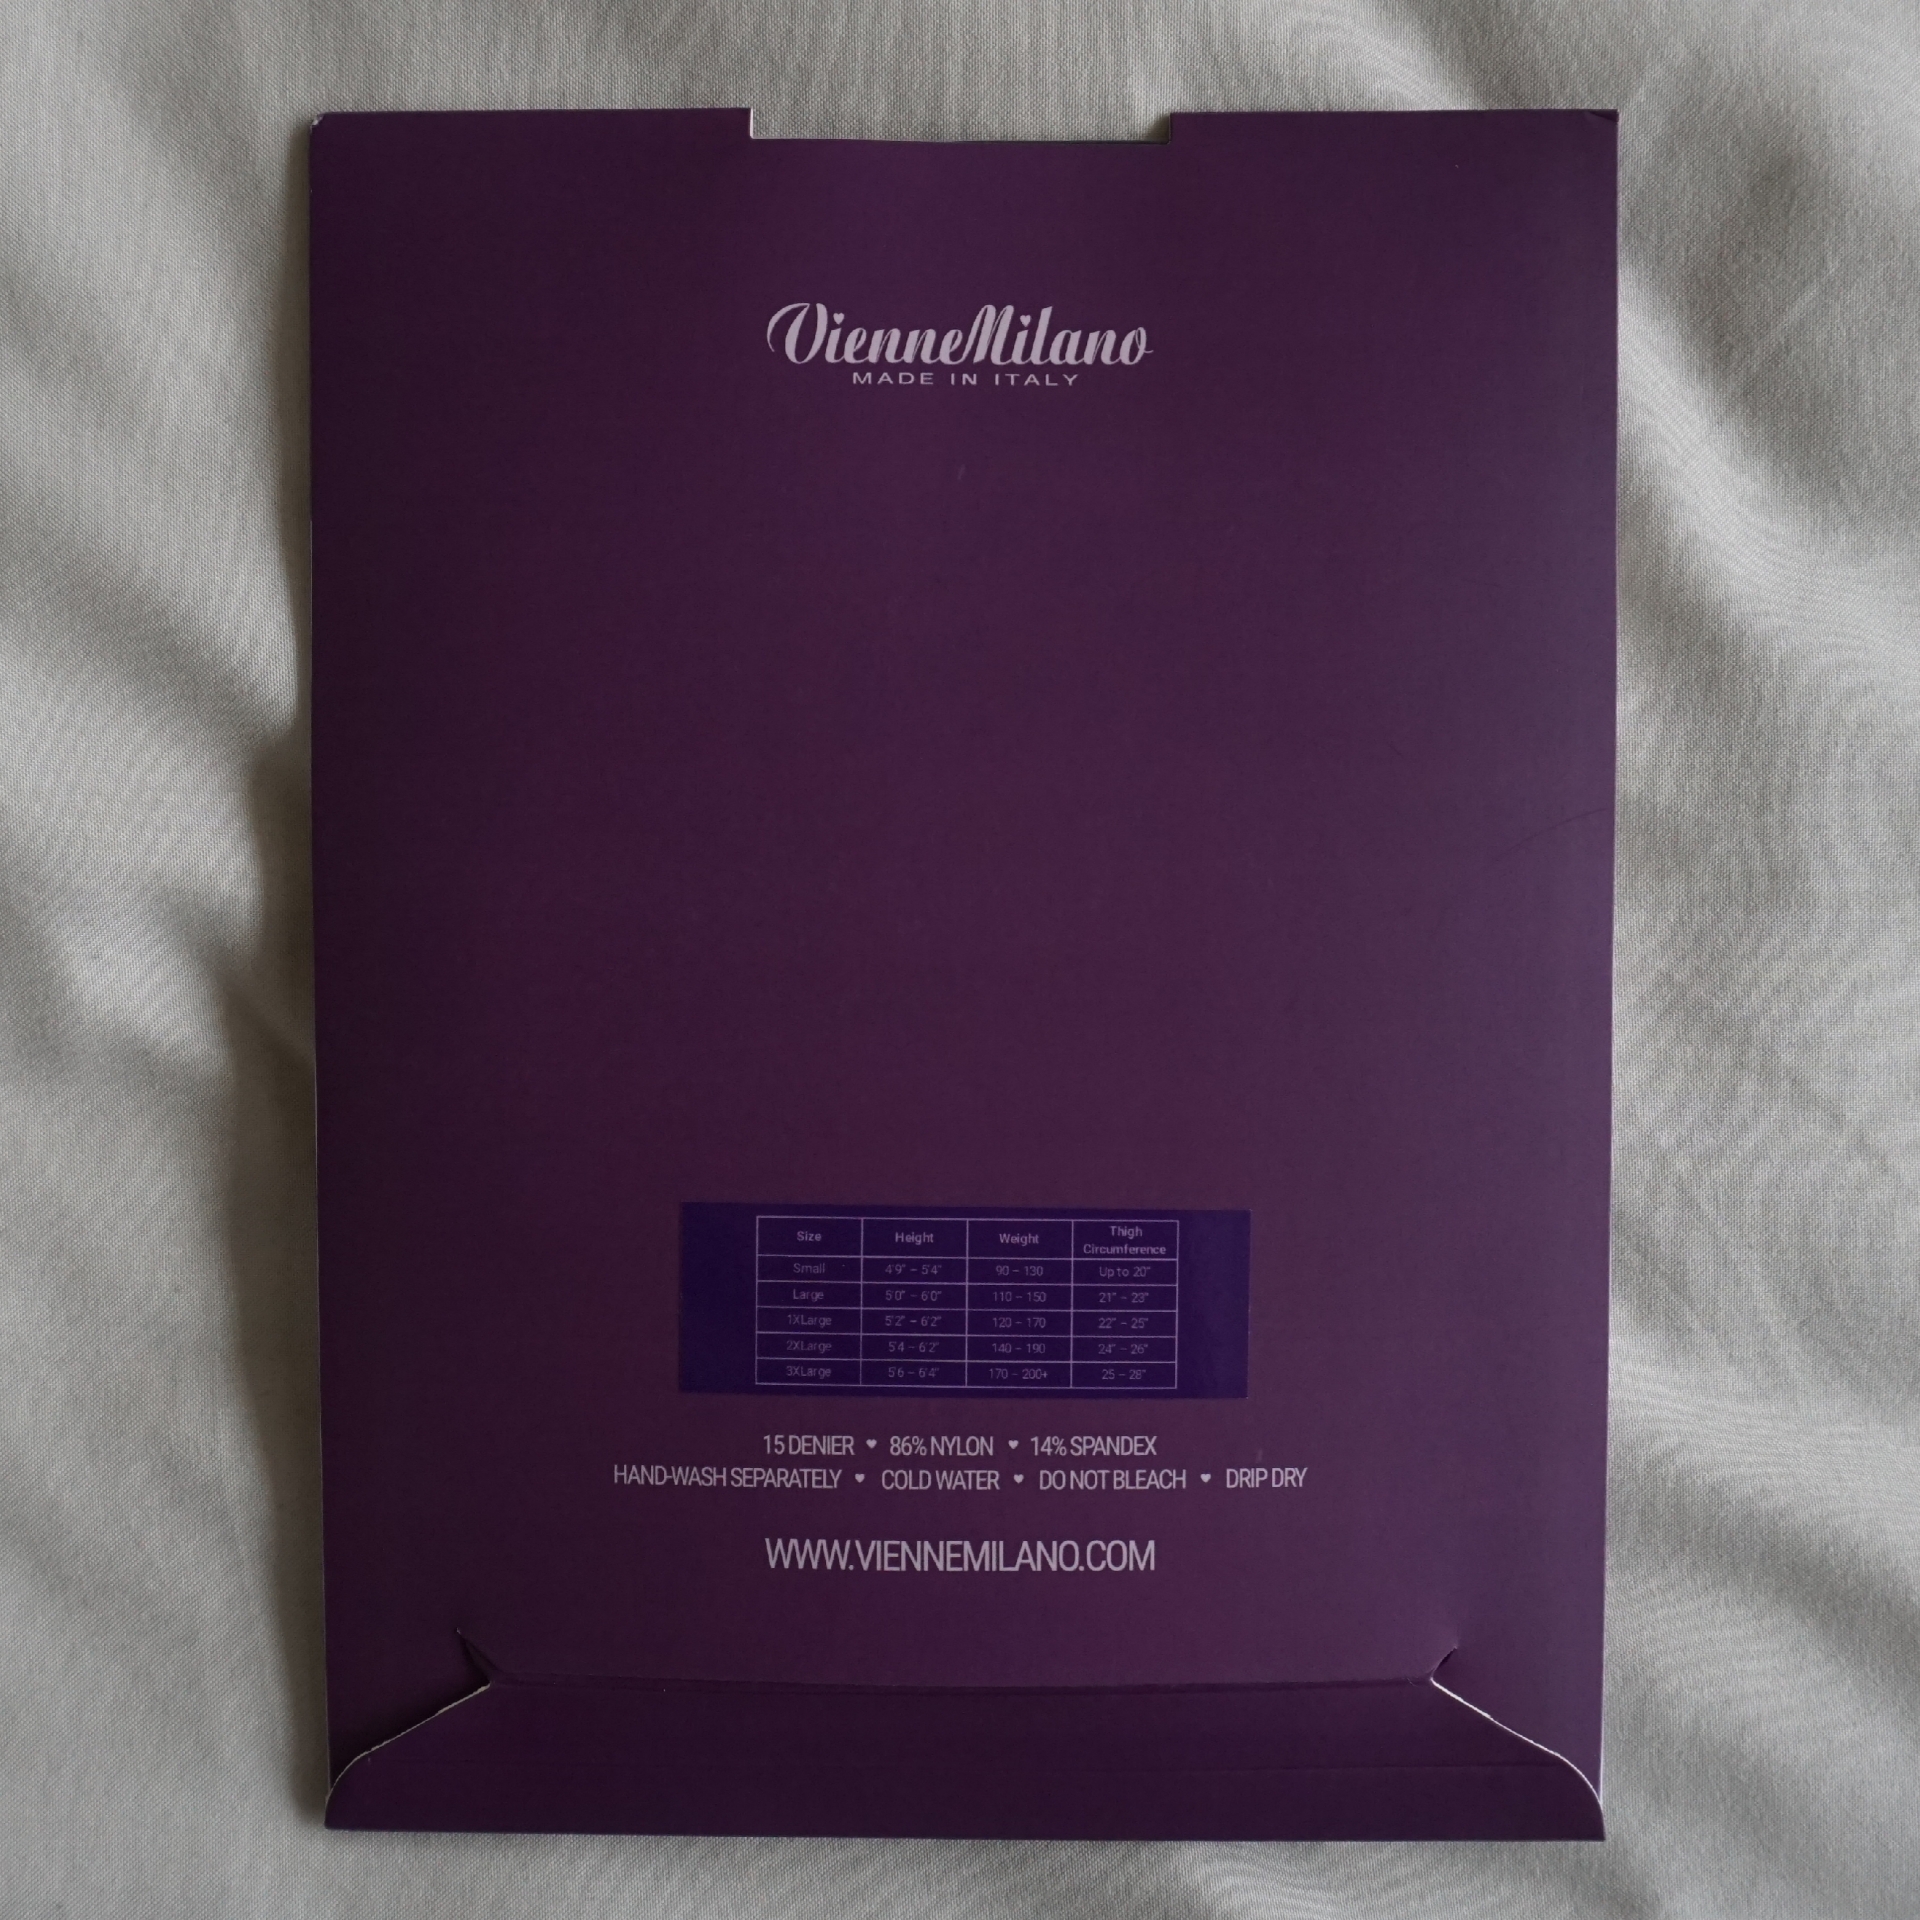 VienneMilano
MADE IN ITALY
Size Height Weight Thigh Circumference
Small 4'9" – 5'4" 90 – 130 Up to 20"
Large 5'0" – 6'0" 110 – 150 21" – 23"
1XLarge 5'2" – 6'2" 120 – 170 22" – 25"
2XLarge 5'4 – 6'2" 140 – 190 24" – 26"
3XLarge 5'6 – 6'4" 170 – 200+ 25 – 28"
15 DENIER ♥ 86% NYLON ♥ 14% SPANDEX
HAND-WASH SEPARATELY ♥ COLD WATER ♥ DO NOT BLEACH ♥ DRIP DRY
WWW.VIENNEMILANO.COM